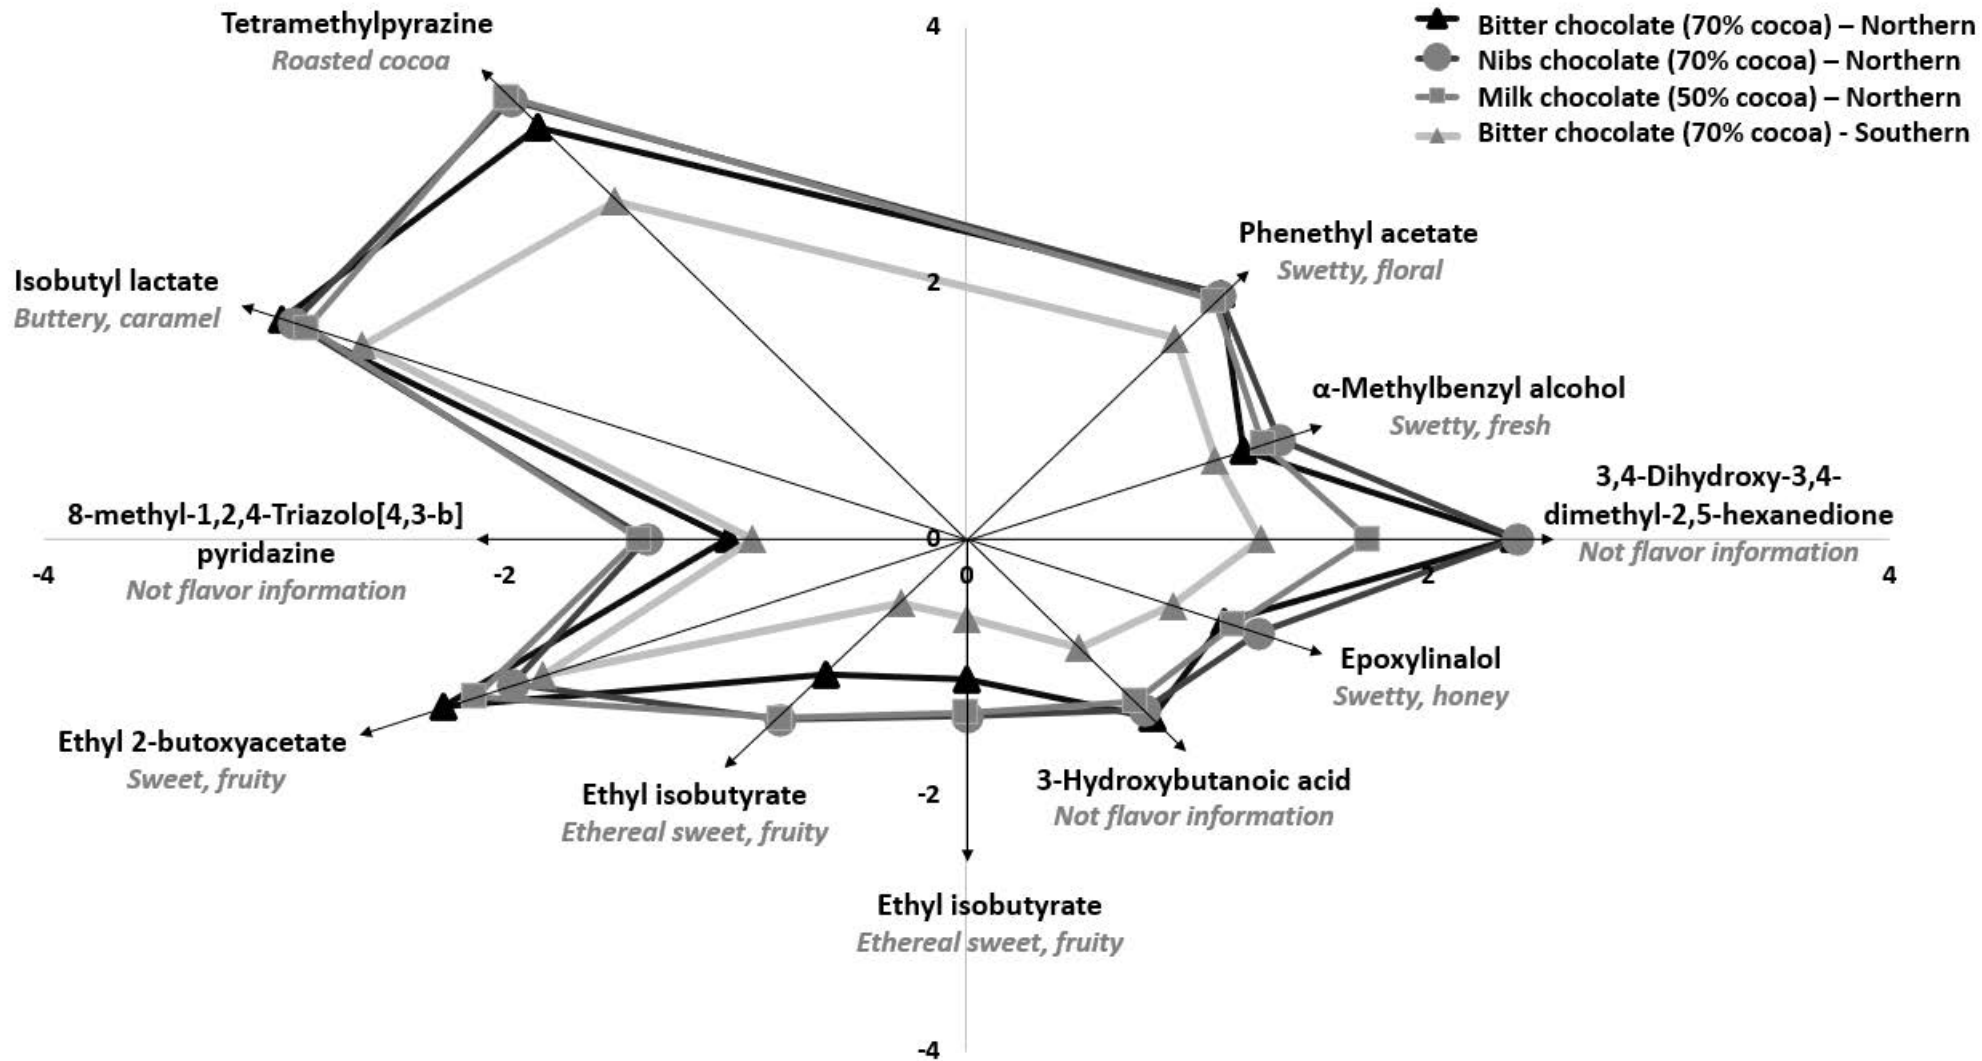 Tetramethylpyrazine
Roasted cocoa
4
Bitter chocolate (70% cocoa) – Northern
Nibs chocolate (70% cocoa) – Northern
Milk chocolate (50% cocoa) – Northern
Bitter chocolate (70% cocoa) - Southern
Phenethyl acetate
Swetty, floral
Isobutyl lactate
Buttery, caramel
2
α-Methylbenzyl alcohol
Swetty, fresh
3,4-Dihydroxy-3,4-
dimethyl-2,5-hexanedione
Not flavor information
8-methyl-1,2,4-Triazolo[4,3-b]
pyridazine
Not flavor information
0
-4
-2
0
2
4
Epoxylinalol
Swetty, honey
Ethyl 2-butoxyacetate
Sweet, fruity
Ethyl isobutyrate
Ethereal sweet, fruity
-2
3-Hydroxybutanoic acid
Not flavor information
Ethyl isobutyrate
Ethereal sweet, fruity
-4